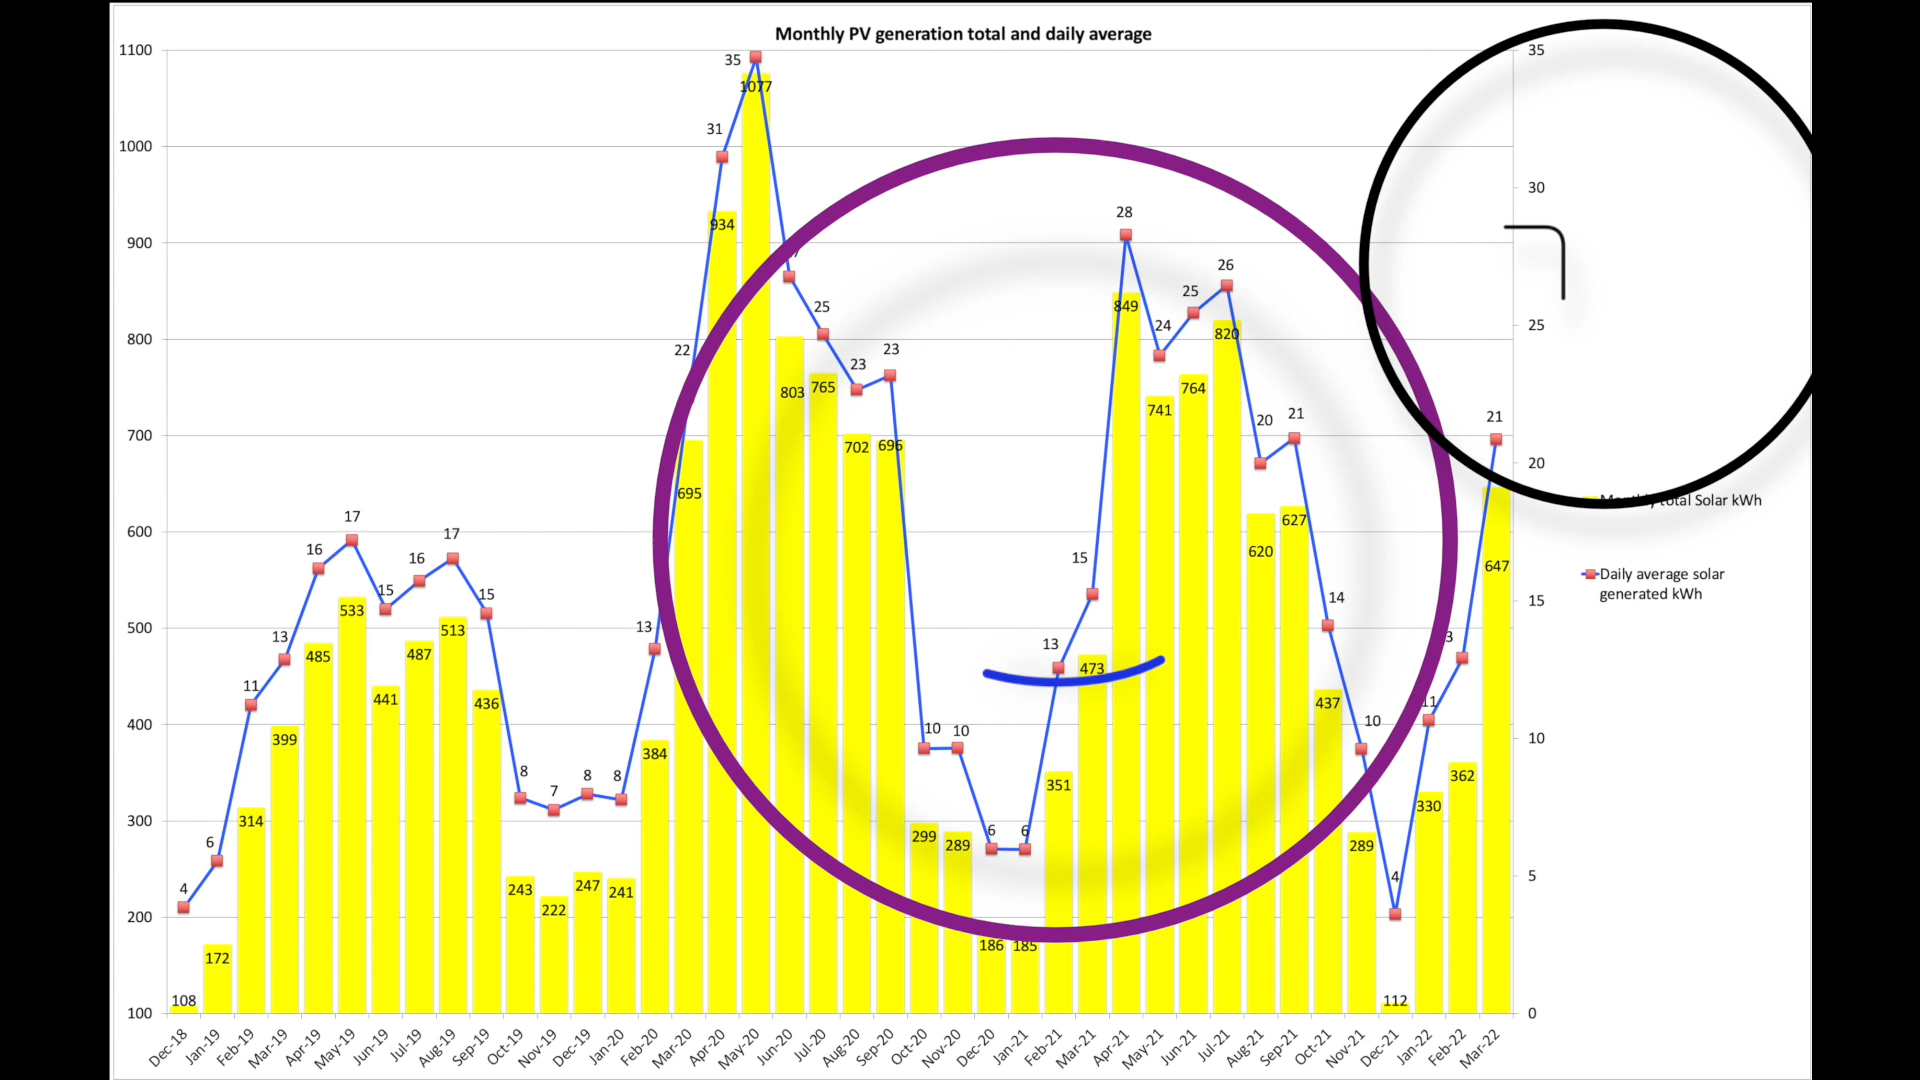 Monthly PV generation total and daily average
1100
1000
900
800
700
600
500
400
300
200
100
35
30
25
20
15
10
5
0
4
6
11
13
16
17
15
16
17
15
8
7
8
8
13
22
31
35
25
23
23
10
10
6
6
13
15
28
24
25
26
20
21
14
10
4
11
3
21
108
172
314
399
485
533
441
487
513
436
243
222
247
241
384
695
934
1077
803
765
702
696
299
289
186
185
351
473
849
741
764
820
620
627
437
289
112
330
362
647
Monthly total Solar kWh
Daily average solar
generated kWh
Dec-18
Jan-19
Feb-19
Mar-19
Apr-19
May-19
Jun-19
Jul-19
Aug-19
Sep-19
Oct-19
Nov-19
Dec-19
Jan-20
Feb-20
Mar-20
Apr-20
May-20
Jun-20
Jul-20
Aug-20
Sep-20
Oct-20
Nov-20
Dec-20
Jan-21
Feb-21
Mar-21
Apr-21
May-21
Jun-21
Jul-21
Aug-21
Sep-21
Oct-21
Nov-21
Dec-21
Jan-22
Feb-22
Mar-22